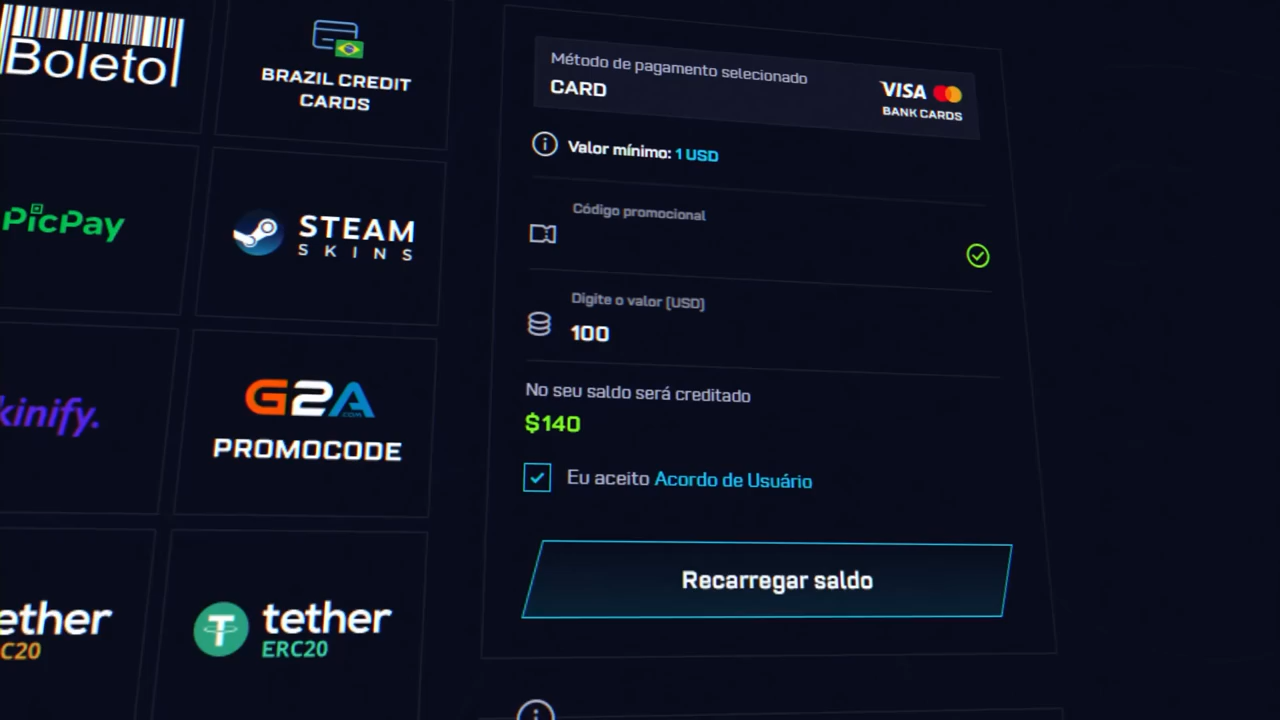 Boleto
BRAZIL CREDIT
CARDS
PicPay
STEAM
SKINS
kinify.
G2A
.COM
PROMOCODE
ether
C20
tether
ERC20
Método de pagamento selecionado
CARD
VISA
BANK CARDS
Valor mínimo: 1 USD
Código promocional
Digite o valor (USD)
100
No seu saldo será creditado
$140
Eu aceito Acordo de Usuário
Recarregar saldo